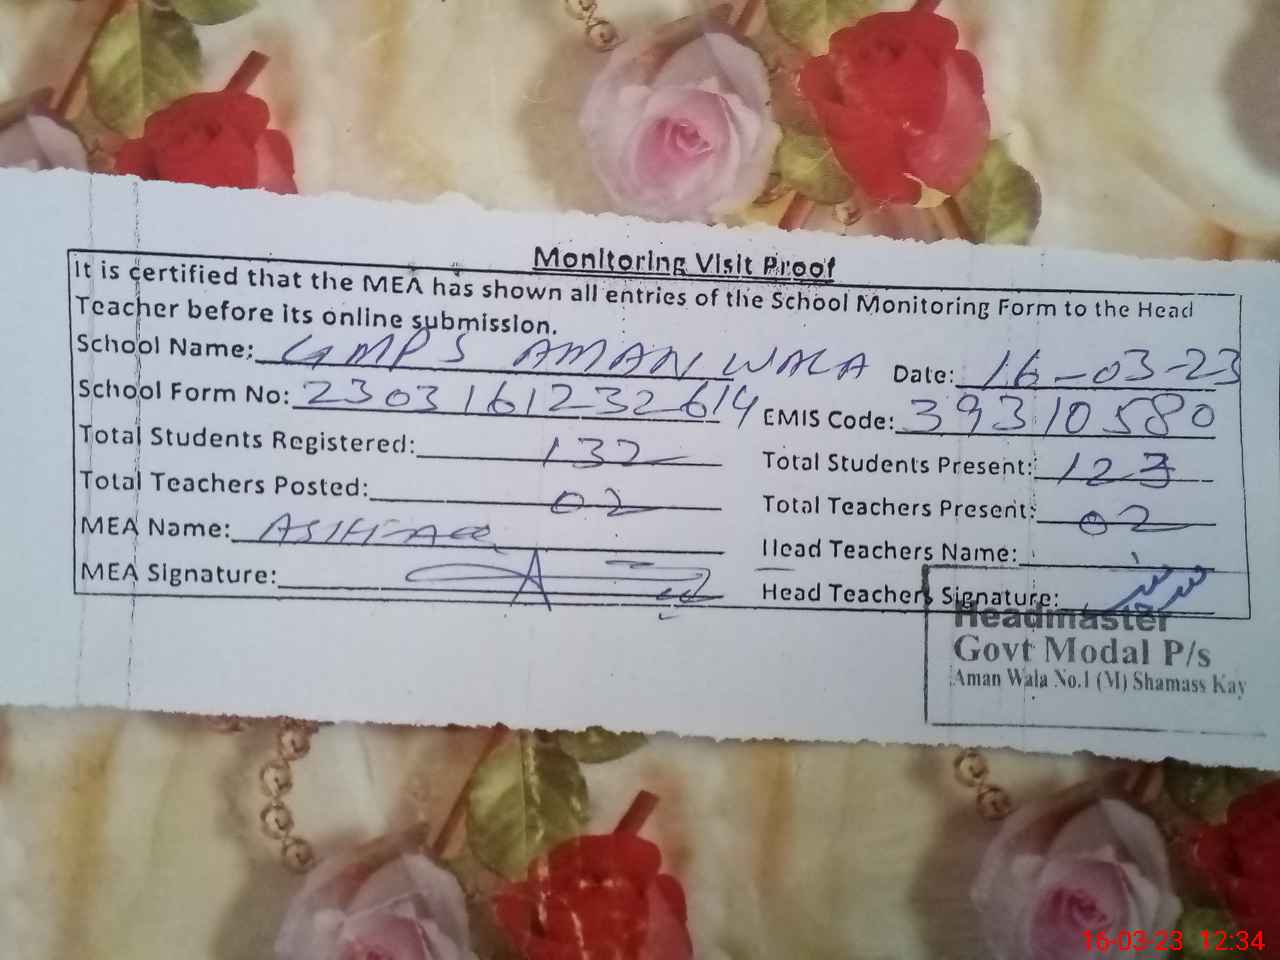 Monitoring Visit Proof
It is certified that the MEA has shown all entries of the School Monitoring Form to the Head
Teacher before its online submission.
School Name: GMPS AMAN WALA Date: 16-03-23
School Form No: 2303161232614 EMIS Code: 39310580
Total Students Registered: 132 Total Students Present: 123
Total Teachers Posted: 02 Total Teachers Present: 02
MEA Name: Head Teachers Name:
MEA Signature: Head Teachers Signature:
Headmaster
Govt Modal P/s
Aman Wala No.1 (M) Shamass Kay
16-03-23 12:34